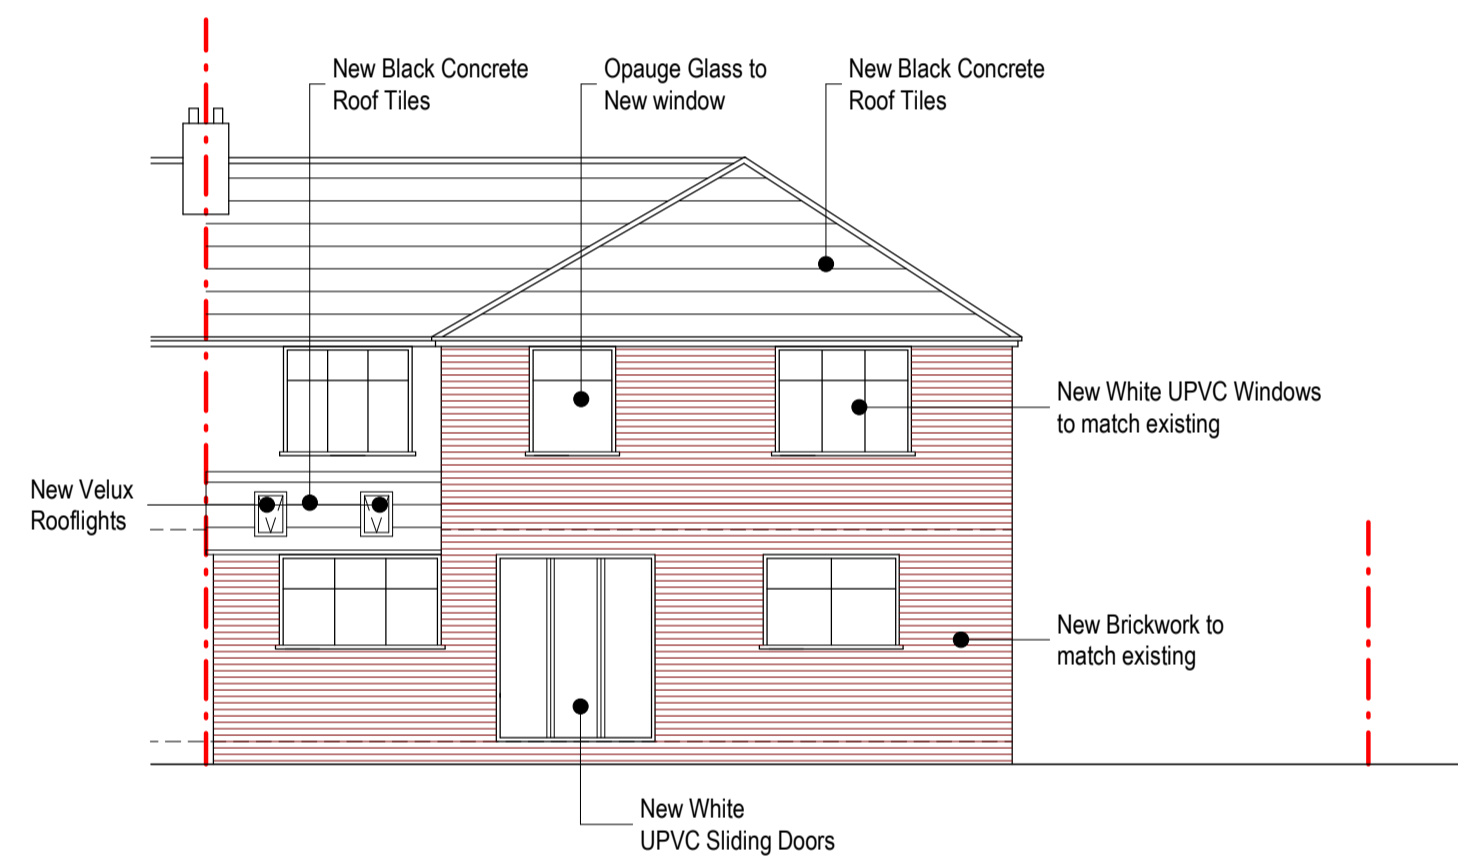 New Black Concrete
Roof Tiles
Opauge Glass to
New window
New Black Concrete
Roof Tiles
New White UPVC Windows
to match existing
New Velux
Rooflights
New Brickwork to
match existing
New White
UPVC Sliding Doors